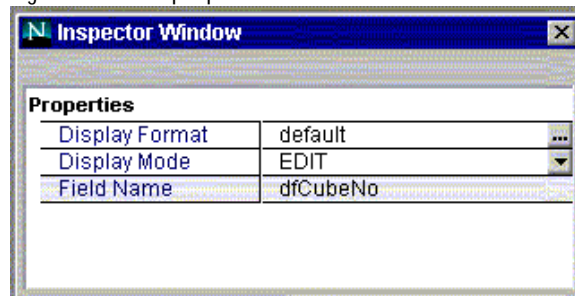 N Inspector Window
Properties
Display Format default ...
Display Mode EDIT
Field Name dfCubeNo